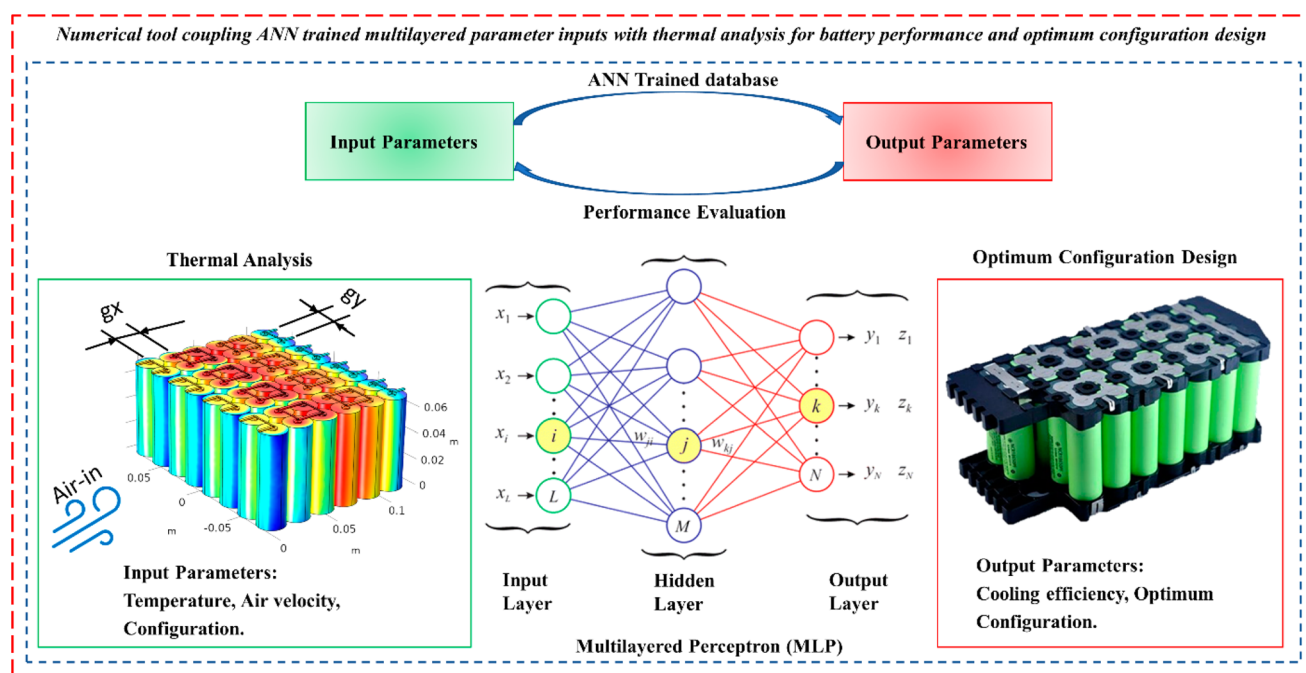 Numerical tool coupling ANN trained multilayered parameter inputs with thermal analysis for battery performance and optimum configuration design
ANN Trained database
Input Parameters
Output Parameters
Performance Evaluation
Thermal Analysis
gx
gy
0.06
0.04
m
0.02
0
0.05
0
-0.05
m
0.1
0.05
m
0
Air-in
Input Parameters:
Temperature, Air velocity,
Configuration.
x1
x2
xi
xL
i
L
wji
j
M
wkj
k
N
y1 z1
yk zk
yN zN
Input
Layer
Hidden
Layer
Output
Layer
Multilayered Perceptron (MLP)
Optimum Configuration Design
Output Parameters:
Cooling efficiency, Optimum
Configuration.